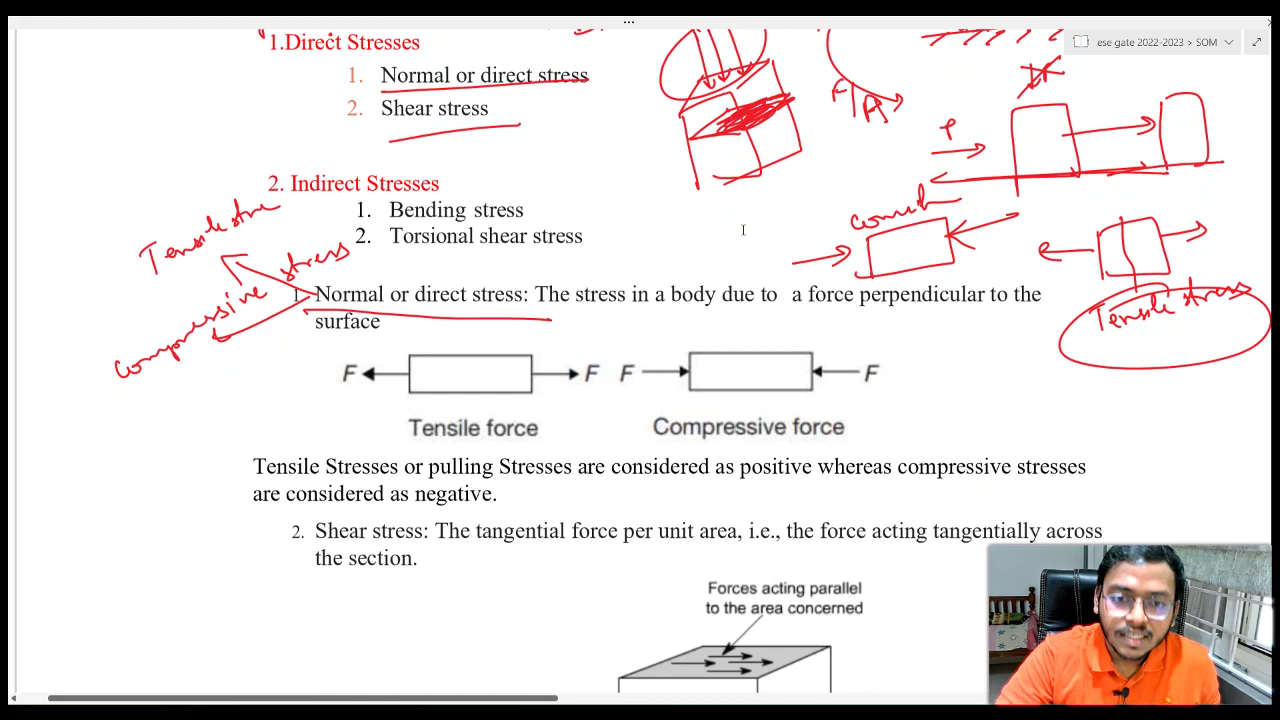 ese gate 2022-2023 > SOM
1.Direct Stresses
1. Normal or direct stress
2. Shear stress
F/A
P
2. Indirect Stresses
1. Bending stress
2. Torsional shear stress
Tensile stre
Compressive stress
Tensile stress
1. Normal or direct stress: The stress in a body due to a force perpendicular to the
surface
F F F F
Tensile force Compressive force
Tensile Stresses or pulling Stresses are considered as positive whereas compressive stresses
are considered as negative.
2. Shear stress: The tangential force per unit area, i.e., the force acting tangentially across
the section.
Forces acting parallel
to the area concerned